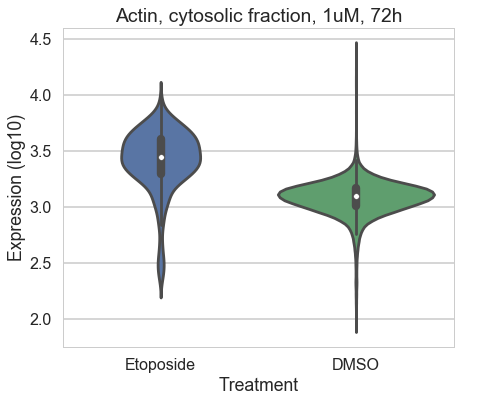 Actin, cytosolic fraction, 1uM, 72h
4.5
4.0
3.5
3.0
2.5
2.0
Expression (log10)
Etoposide DMSO
Treatment